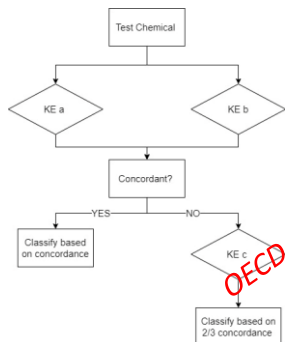 Test Chemical
KE a
KE b
Concordant?
YES
NO
Classify based
on concordance
KE c
OECD
Classify based on
2/3 concordance